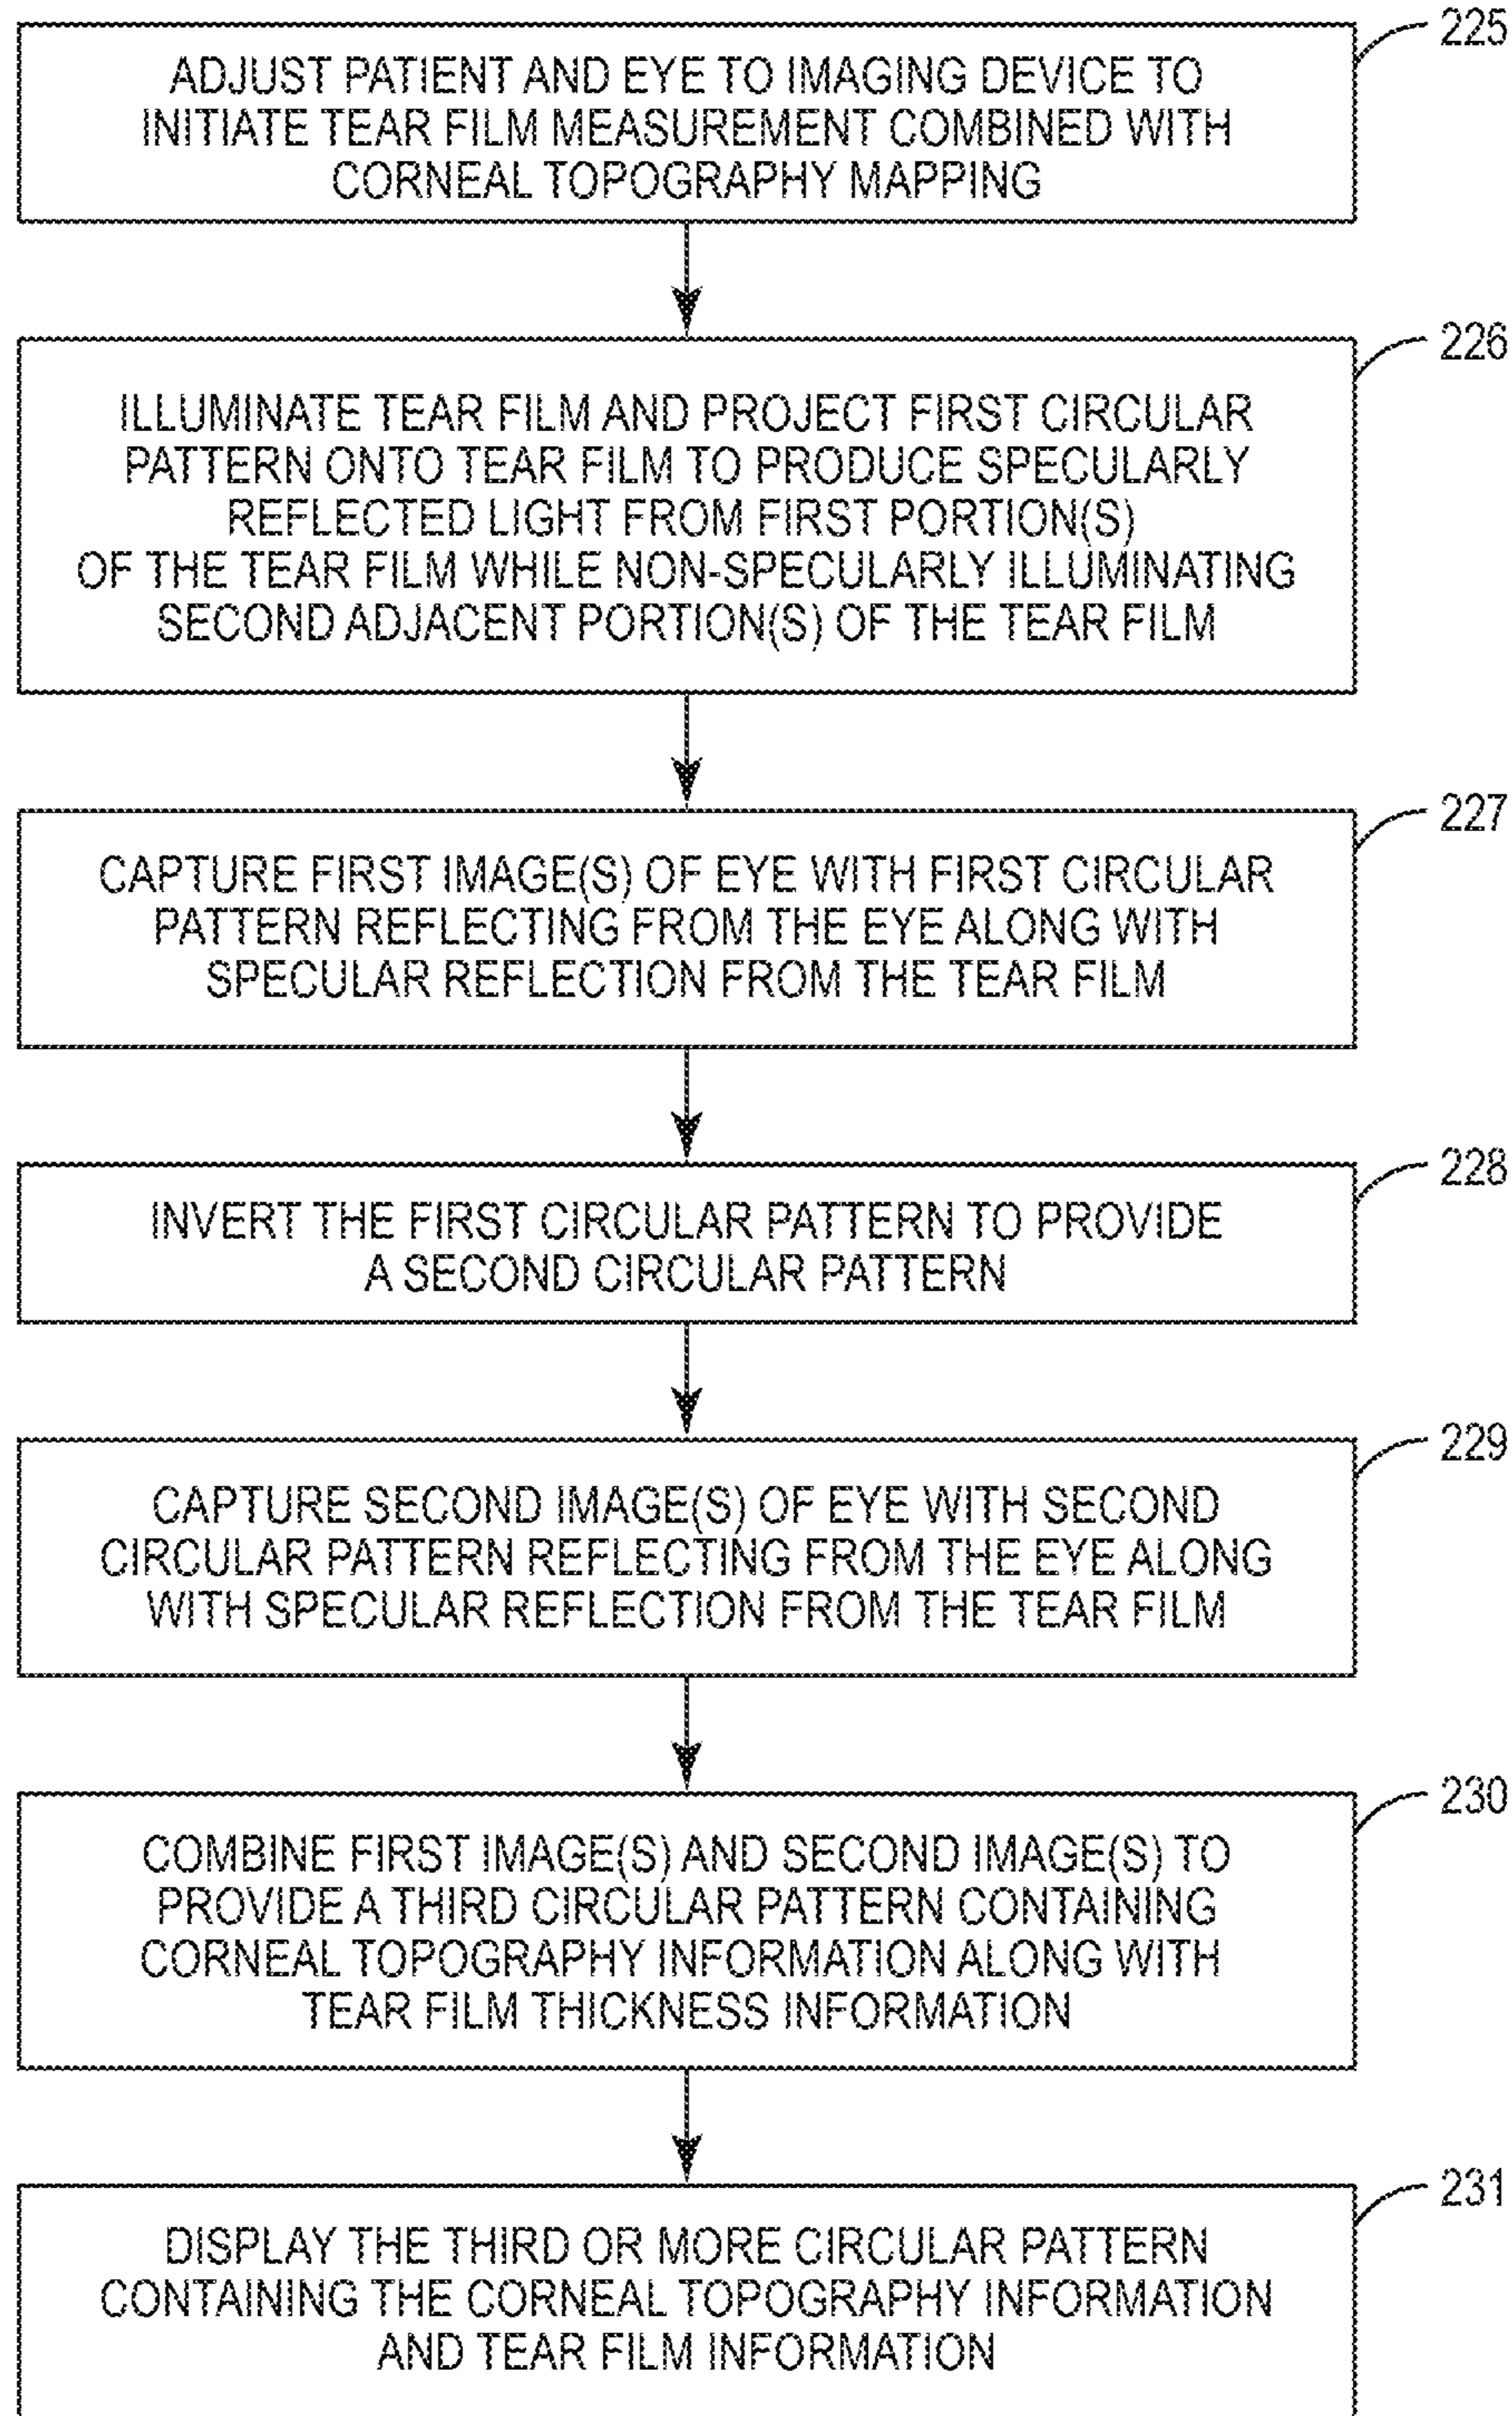 225
ADJUST PATIENT AND EYE TO IMAGING DEVICE TO
INITIATE TEAR FILM MEASUREMENT COMBINED WITH
CORNEAL TOPOGRAPHY MAPPING
226
ILLUMINATE TEAR FILM AND PROJECT FIRST CIRCULAR
PATTERN ONTO TEAR FILM TO PRODUCE SPECULARLY
REFLECTED LIGHT FROM FIRST PORTION(S)
OF THE TEAR FILM WHILE NON-SPECULARLY ILLUMINATING
SECOND ADJACENT PORTION(S) OF THE TEAR FILM
227
CAPTURE FIRST IMAGE(S) OF EYE WITH FIRST CIRCULAR
PATTERN REFLECTING FROM THE EYE ALONG WITH
SPECULAR REFLECTION FROM THE TEAR FILM
228
INVERT THE FIRST CIRCULAR PATTERN TO PROVIDE
A SECOND CIRCULAR PATTERN
229
CAPTURE SECOND IMAGE(S) OF EYE WITH SECOND
CIRCULAR PATTERN REFLECTING FROM THE EYE ALONG
WITH SPECULAR REFLECTION FROM THE TEAR FILM
230
COMBINE FIRST IMAGE(S) AND SECOND IMAGE(S) TO
PROVIDE A THIRD CIRCULAR PATTERN CONTAINING
CORNEAL TOPOGRAPHY INFORMATION ALONG WITH
TEAR FILM THICKNESS INFORMATION
231
DISPLAY THE THIRD OR MORE CIRCULAR PATTERN
CONTAINING THE CORNEAL TOPOGRAPHY INFORMATION
AND TEAR FILM INFORMATION